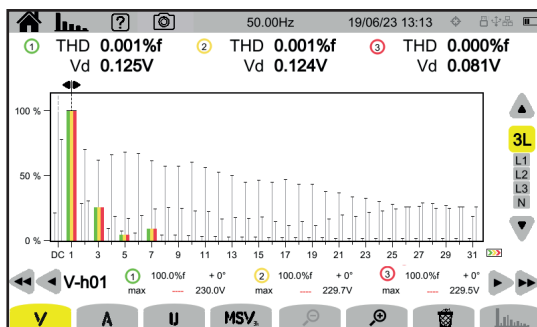 ? 50.00Hz 19/06/23 13:13
1 THD 0.001%f 2 THD 0.001%f 3 THD 0.000%f
Vd 0.125V Vd 0.124V Vd 0.081V
100 %
50 %
0 %
DC 1 3 5 7 9 11 13 15 17 19 21 23 25 27 29 31
3L
L1
L2
L3
N
V-h01 1 100.0%f + 0° 2 100.0%f + 0° 3 100.0%f + 0°
max ---- 230.0V max ---- 229.7V max ---- 229.5V
V A U MSV